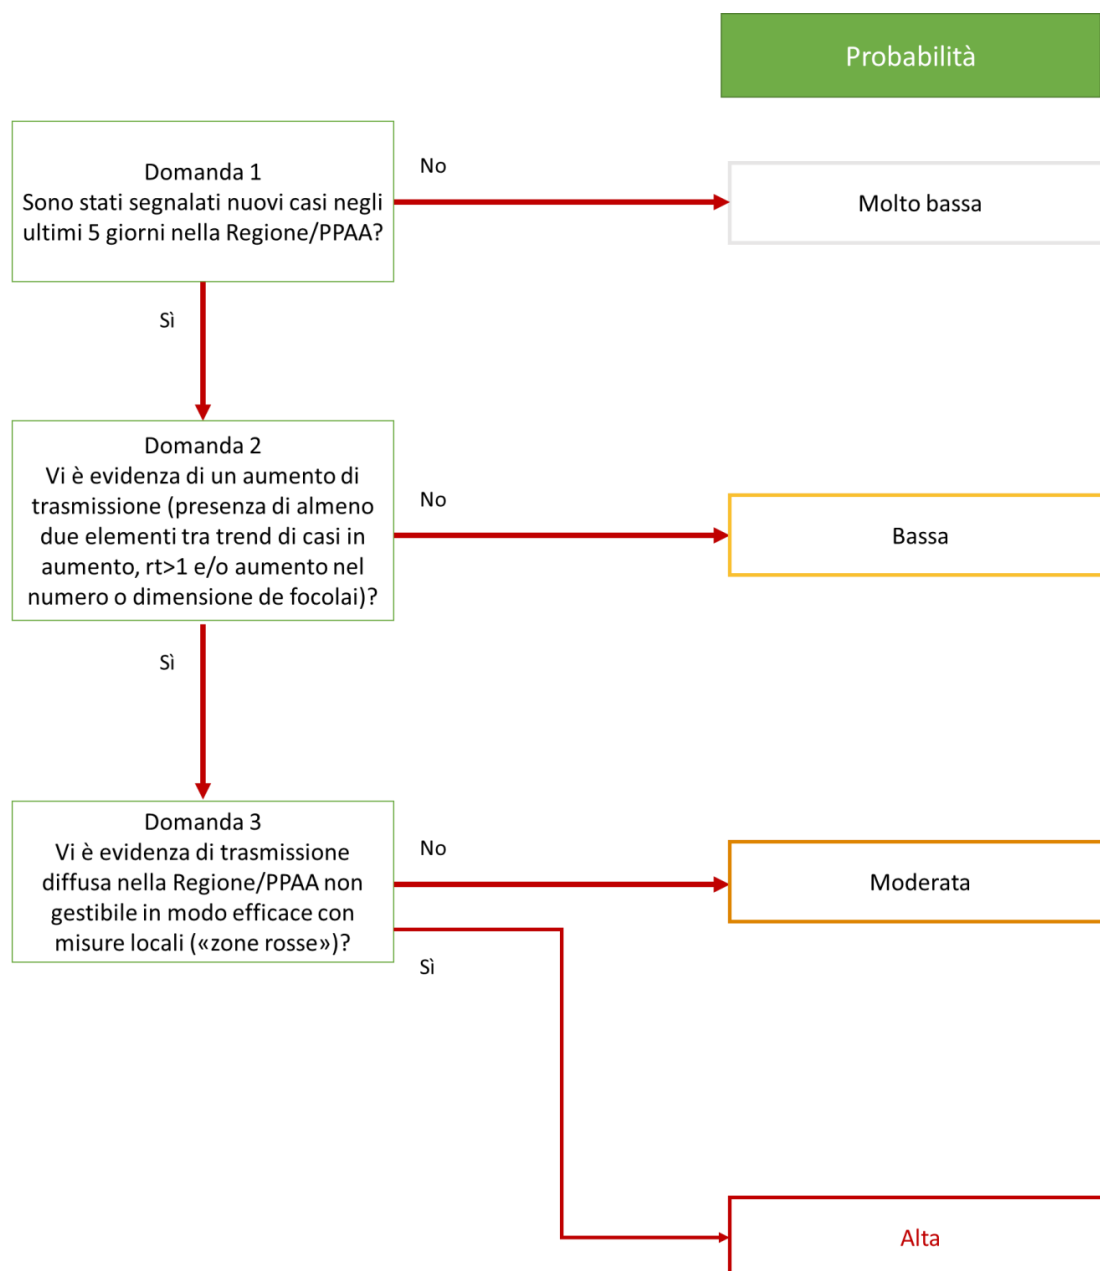 Probabilità
Domanda 1
Sono stati segnalati nuovi casi negli
ultimi 5 giorni nella Regione/PPAA?
No
Molto bassa
Sì
Domanda 2
Vi è evidenza di un aumento di
trasmissione (presenza di almeno
due elementi tra trend di casi in
aumento, rt>1 e/o aumento nel
numero o dimensione de focolai)?
No
Bassa
Sì
Domanda 3
Vi è evidenza di trasmissione
diffusa nella Regione/PPAA non
gestibile in modo efficace con
misure locali («zone rosse»)?
No
Moderata
Sì
Alta